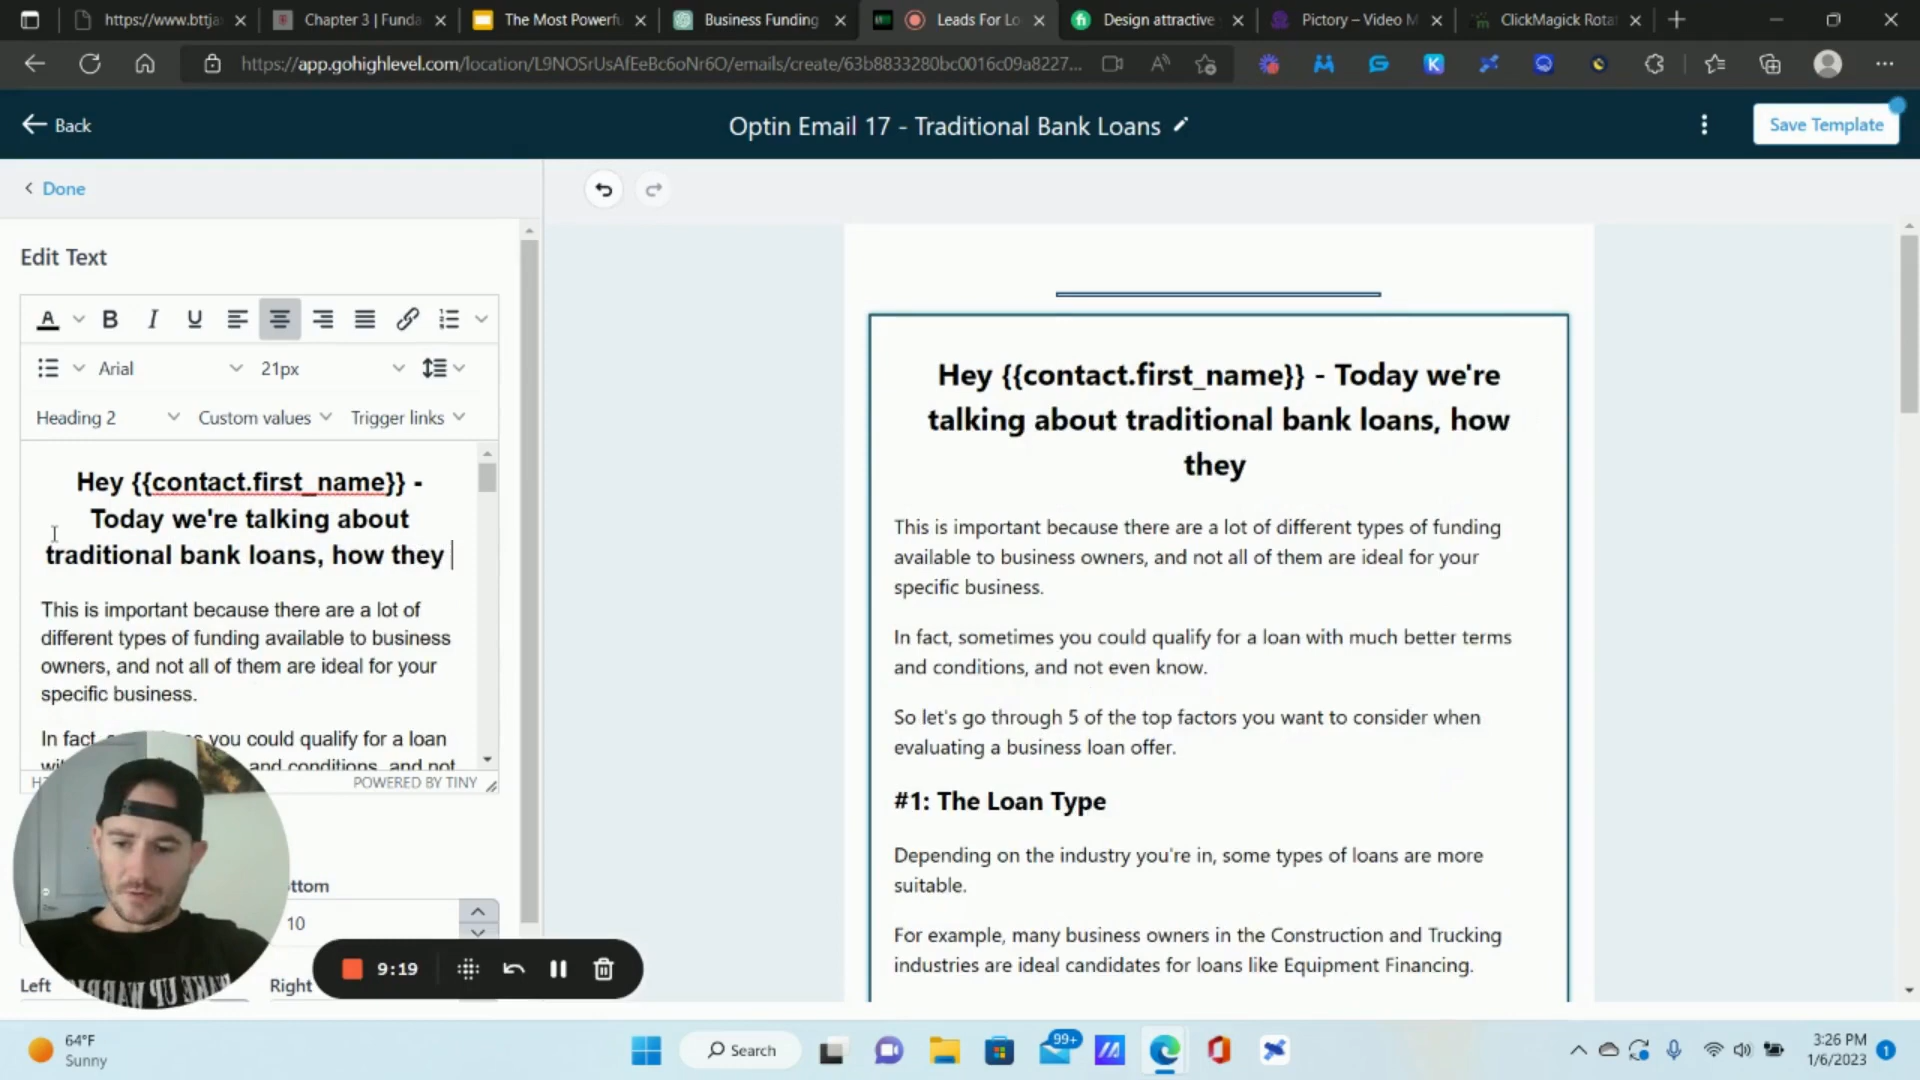 https://www.bttja
Chapter 3 | Funda
The Most Powerfu
Business Funding
Leads For Lo
Design attractive
Pictory – Video M
ClickMagick Rota
https://app.gohighlevel.com/location/L9NOSrUsAfEeBc6oNr6O/emails/create/63b8833280bc0016c09a8227...
Back
Optin Email 17 - Traditional Bank Loans
Save Template
Done
Edit Text
Arial
21px
Heading 2
Custom values
Trigger links
Hey {{contact.first_name}} -
Today we're talking about
traditional bank loans, how they
This is important because there are a lot of
different types of funding available to business
owners, and not all of them are ideal for your
specific business.
In fact, you could qualify for a loan
and conditions, and not
POWERED BY TINY
10
Left
Right
9:19
Hey {{contact.first_name}} - Today we're
talking about traditional bank loans, how
they
This is important because there are a lot of different types of funding
available to business owners, and not all of them are ideal for your
specific business.
In fact, sometimes you could qualify for a loan with much better terms
and conditions, and not even know.
So let's go through 5 of the top factors you want to consider when
evaluating a business loan offer.
#1: The Loan Type
Depending on the industry you're in, some types of loans are more
suitable.
For example, many business owners in the Construction and Trucking
industries are ideal candidates for loans like Equipment Financing.
64°F
Sunny
Search
99+
3:26 PM
1/6/2023
1